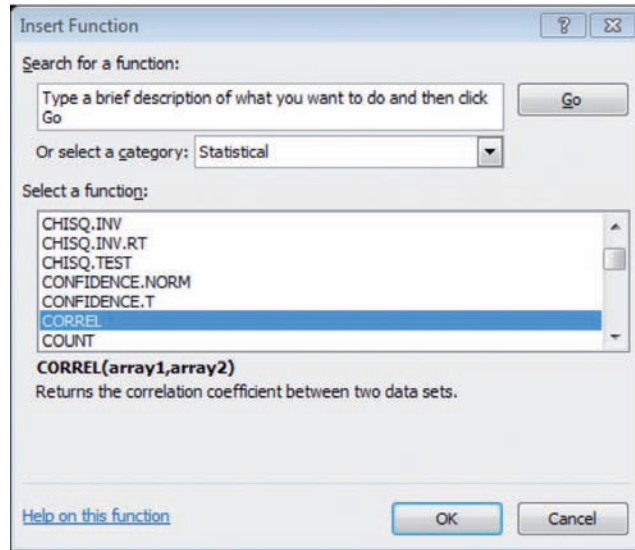 Insert Function
Search for a function:
Type a brief description of what you want to do and then click
Go
Go
Or select a category: Statistical
Select a function:
CHISQ.INV
CHISQ.INV.RT
CHISQ.TEST
CONFIDENCE.NORM
CONFIDENCE.T
CORREL
COUNT
CORREL(array1,array2)
Returns the correlation coefficient between two data sets.
Help on this function
OK
Cancel